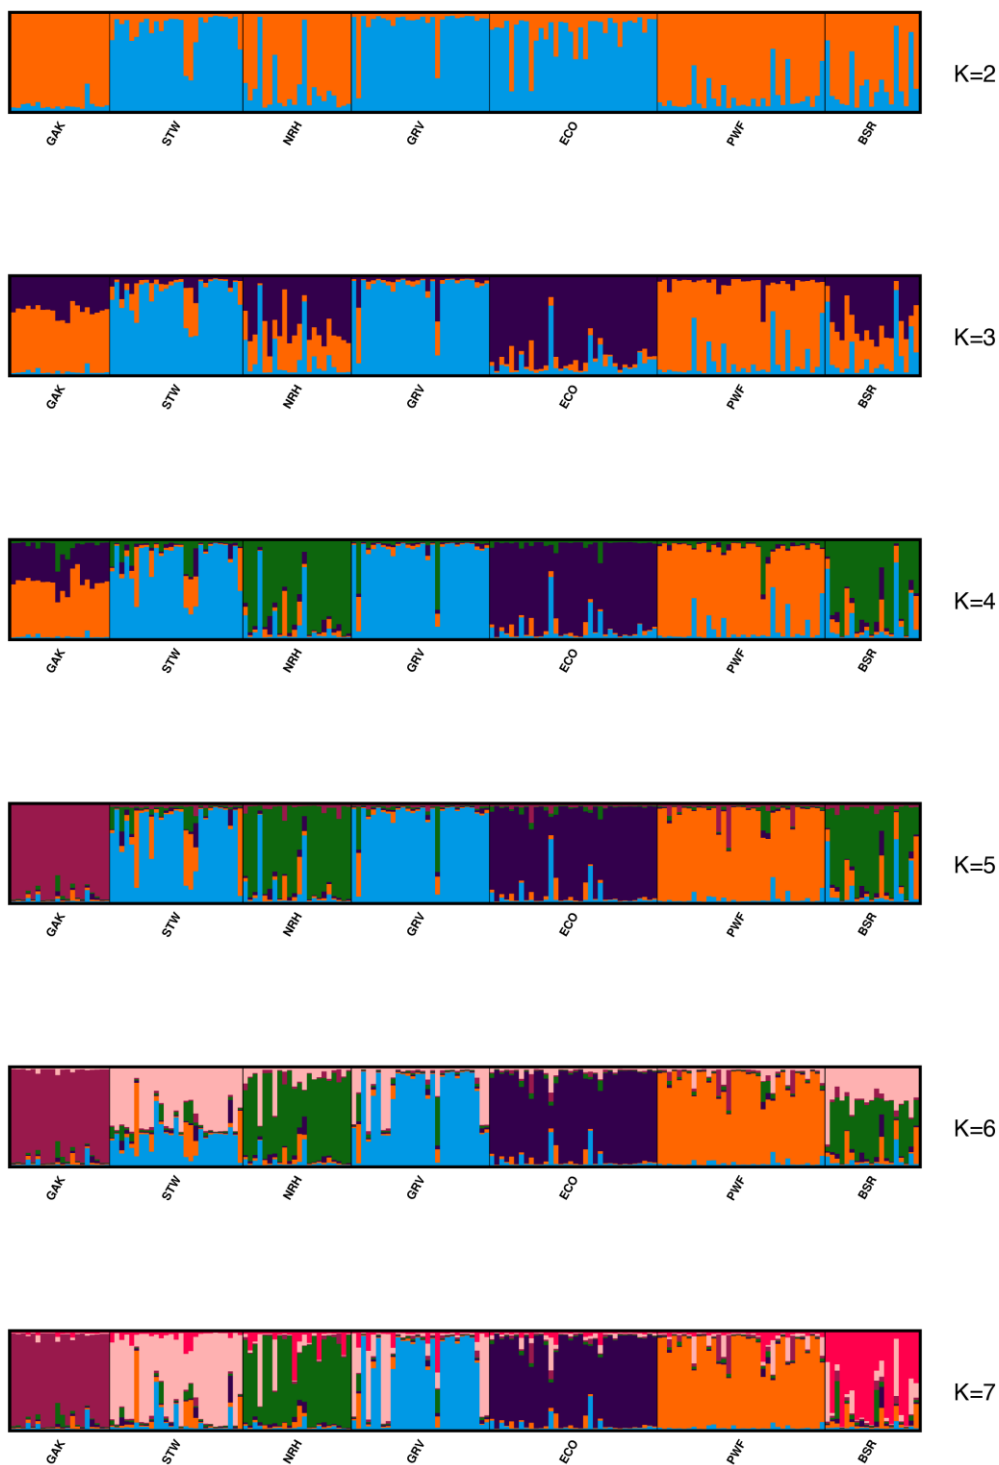 K=2
GAK STW NRH GRV ECO PWF BSR
K=3
GAK STW NRH GRV ECO PWF BSR
K=4
GAK STW NRH GRV ECO PWF BSR
K=5
GAK STW NRH GRV ECO PWF BSR
K=6
GAK STW NRH GRV ECO PWF BSR
K=7
GAK STW NRH GRV ECO PWF BSR